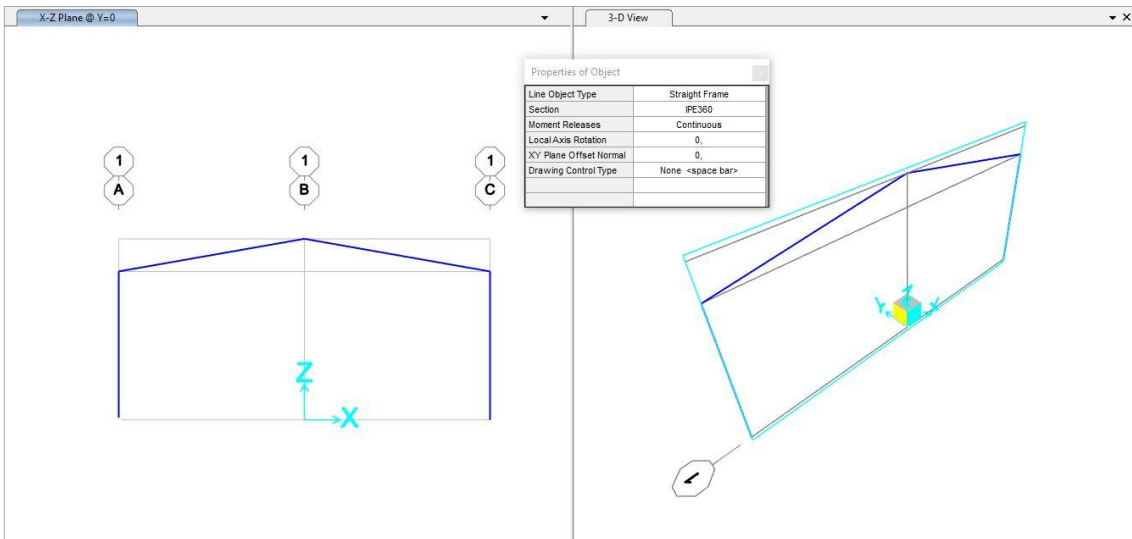 X-Z Plane @ Y=0
3-D View
Properties of Object
Line Object Type Straight Frame
Section IPE360
Moment Releases Continuous
Local Axis Rotation 0,
XY Plane Offset Normal 0,
Drawing Control Type None <space bar>
1 1 1
A B C
Z
X
Z
Y X
1